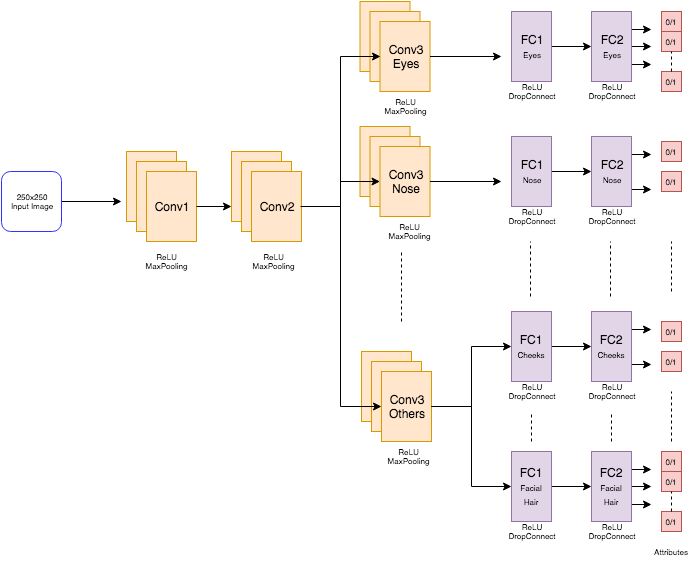 250x250
Input Image
Conv1
ReLU
MaxPooling
Conv2
ReLU
MaxPooling
Conv3
Eyes
ReLU
MaxPooling
FC1
Eyes
ReLU
DropConnect
FC2
Eyes
ReLU
DropConnect
0/1
0/1
0/1
Conv3
Nose
ReLU
MaxPooling
FC1
Nose
ReLU
DropConnect
FC2
Nose
ReLU
DropConnect
0/1
0/1
Conv3
Others
ReLU
MaxPooling
FC1
Cheeks
ReLU
DropConnect
FC2
Cheeks
ReLU
DropConnect
0/1
0/1
FC1
Facial
Hair
ReLU
DropConnect
FC2
Facial
Hair
ReLU
DropConnect
0/1
0/1
0/1
Attributes